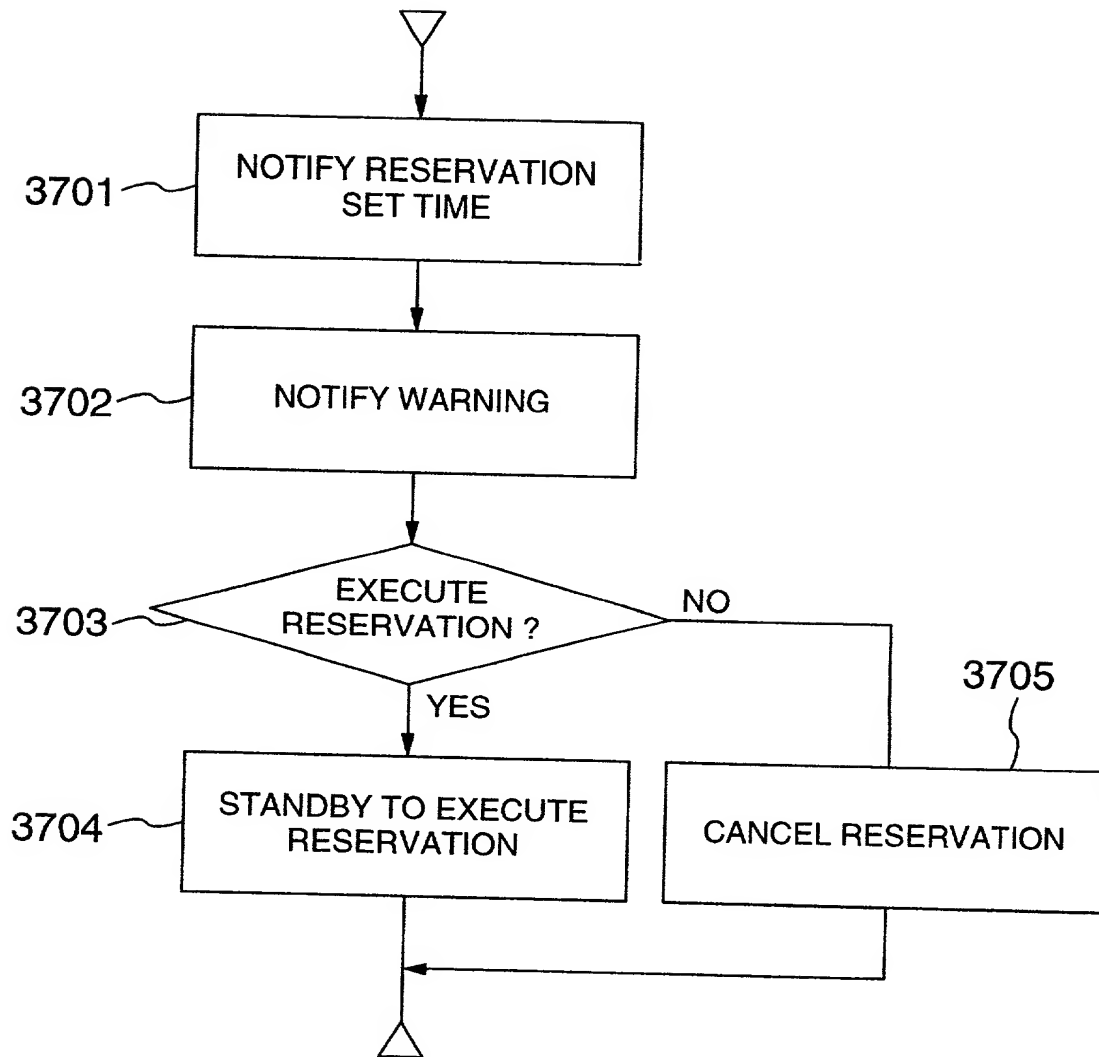 3701
NOTIFY RESERVATION
SET TIME
3702
NOTIFY WARNING
3703
EXECUTE
RESERVATION ?
NO
YES
3704
STANDBY TO EXECUTE
RESERVATION
3705
CANCEL RESERVATION